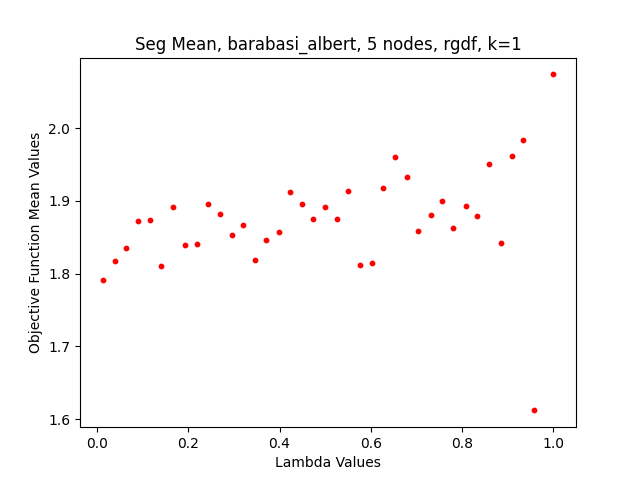 Seg Mean, barabasi_albert, 5 nodes, rgdf, k=1
Objective Function Mean Values
2.0
1.9
1.8
1.7
1.6
0.0 0.2 0.4 0.6 0.8 1.0
Lambda Values